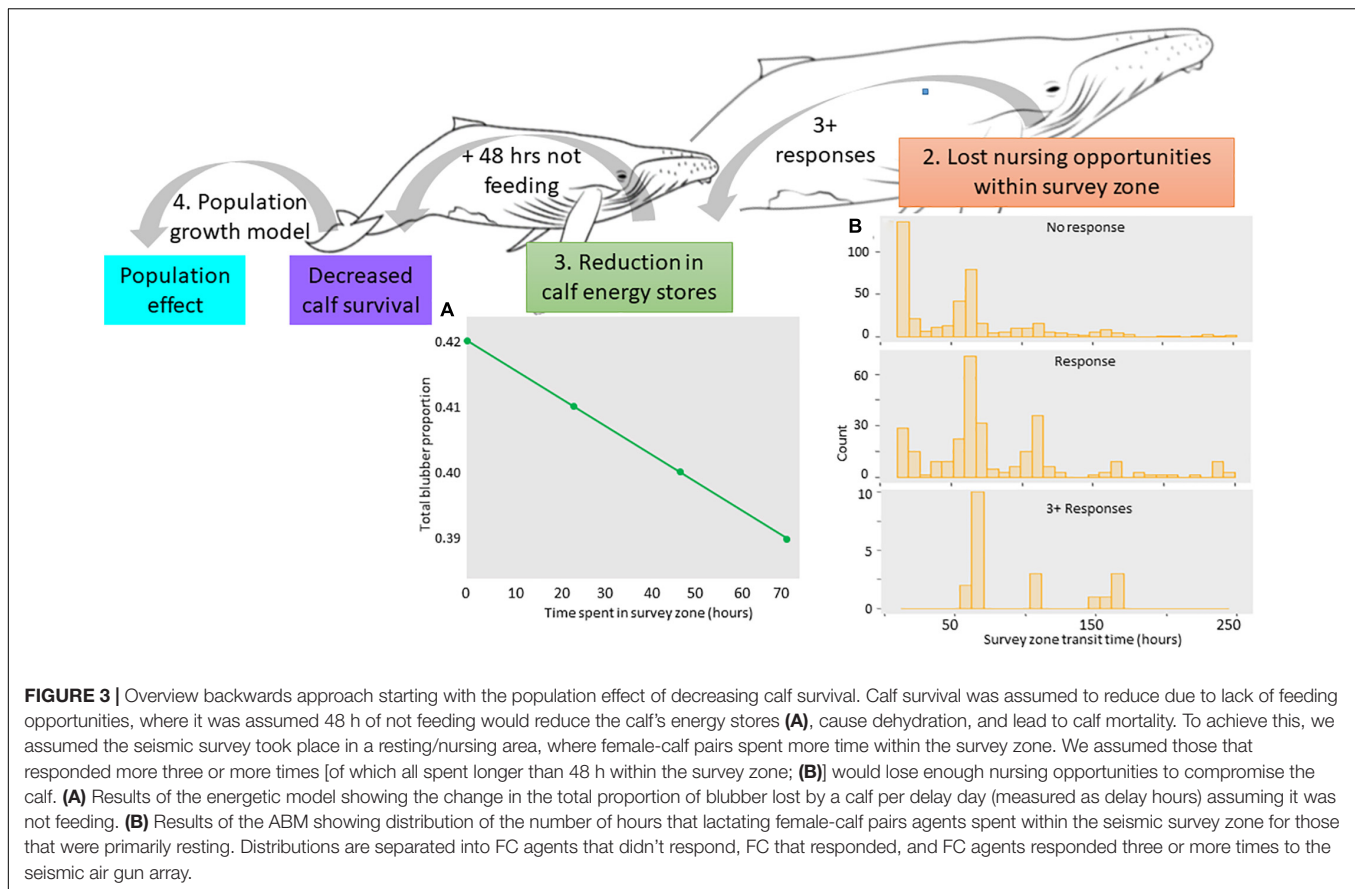 3+
responses
2. Lost nursing opportunities
within survey zone
+ 48 hrs not
feeding
4. Population
growth model
Population
effect
Decreased
calf survival
3. Reduction in
calf energy stores
A
0.42
0.41
0.40
0.39
Total blubber proportion
0 10 20 30 40 50 60 70
Time spent in survey zone (hours)
B
No response
100
50
0
Response
60
30
0
Count
3+ Responses
10
5
0
50 150 250
Survey zone transit time (hours)
FIGURE 3 | Overview backwards approach starting with the population effect of decreasing calf survival. Calf survival was assumed to reduce due to lack of feeding
opportunities, where it was assumed 48 h of not feeding would reduce the calf's energy stores (A), cause dehydration, and lead to calf mortality. To achieve this, we
assumed the seismic survey took place in a resting/nursing area, where female-calf pairs spent more time within the survey zone. We assumed those that
responded more three or more times [of which all spent longer than 48 h within the survey zone; (B)] would lose enough nursing opportunities to compromise the
calf. (A) Results of the energetic model showing the change in the total proportion of blubber lost by a calf per delay day (measured as delay hours) assuming it was
not feeding. (B) Results of the ABM showing distribution of the number of hours that lactating female-calf pairs agents spent within the seismic survey zone for those
that were primarily resting. Distributions are separated into FC agents that didn't respond, FC that responded, and FC agents responded three or more times to the
seismic air gun array.